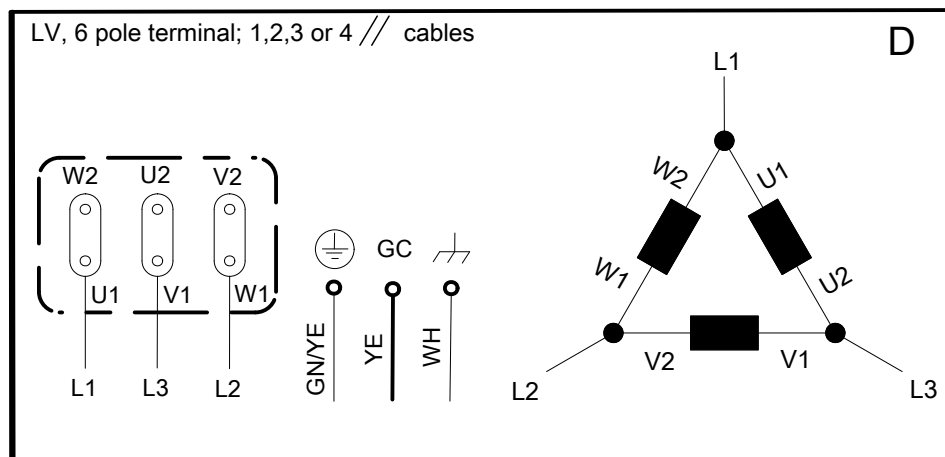 LV, 6 pole terminal; 1,2,3 or 4 // cables
D
W2 U2 V2
U1 V1 W1
L1 L3 L2
GC
GN/YE
YE
WH
L1
W2 U1
W1 U2
V2 V1
L2 L3